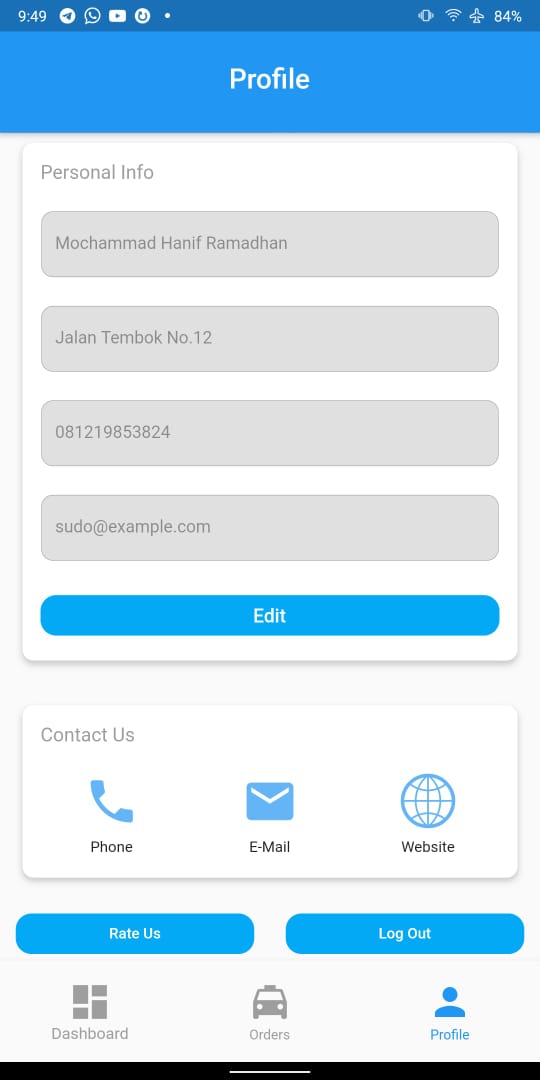 9:49
84%
Profile
Personal Info
Mochammad Hanif Ramadhan
Jalan Tembok No.12
081219853824
sudo@example.com
Edit
Contact Us
Phone
E-Mail
Website
Rate Us
Log Out
Dashboard
Orders
Profile